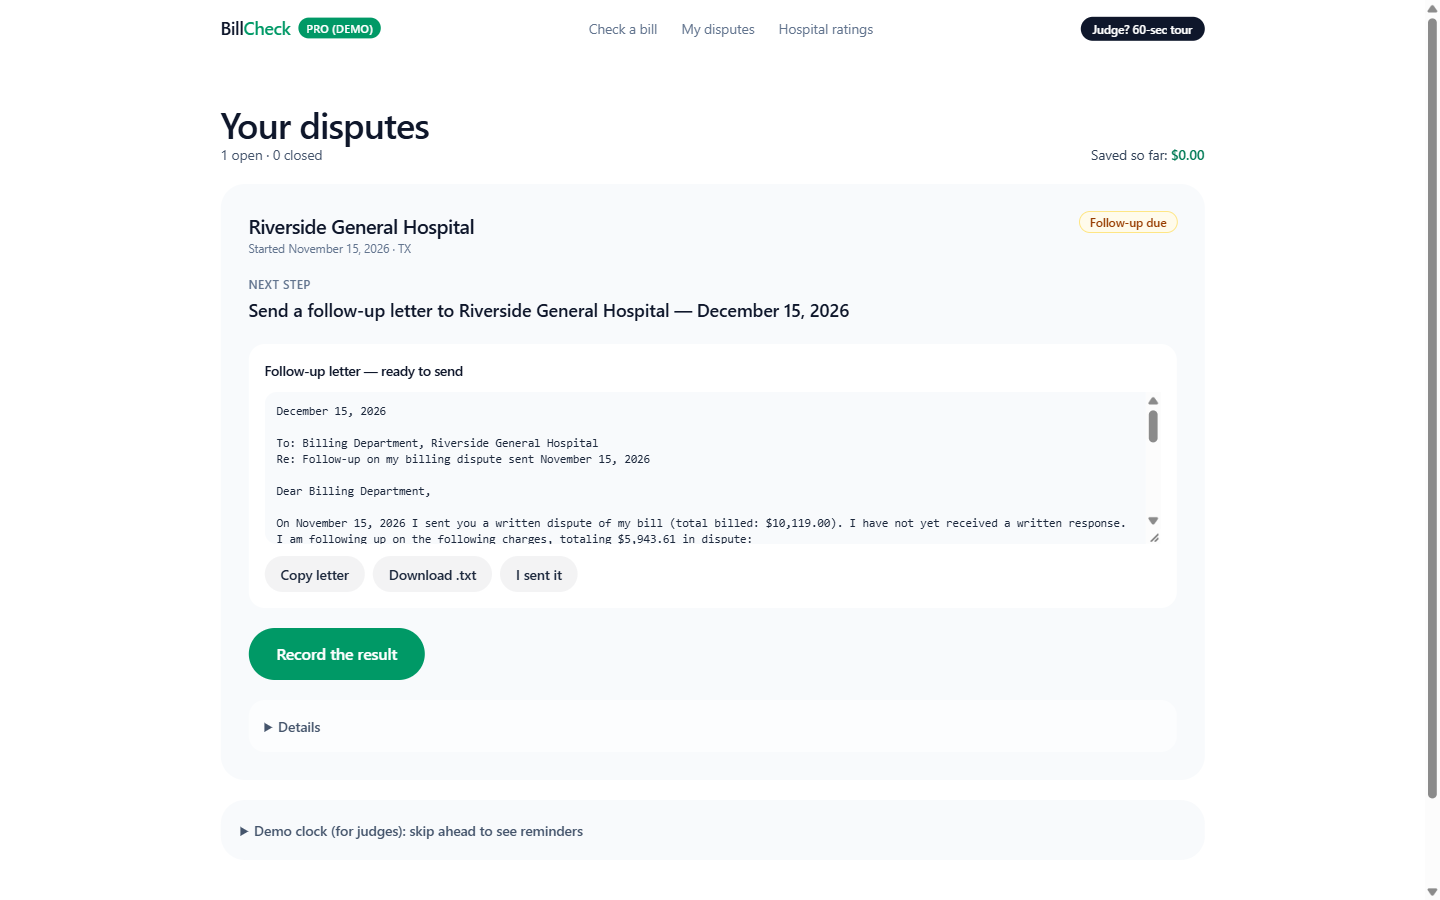 BillCheck PRO (DEMO) Check a bill My disputes Hospital ratings Judge? 60-sec tour
Your disputes
1 open · 0 closed Saved so far: $0.00
Riverside General Hospital Follow-up due
Started November 15, 2026 · TX
NEXT STEP
Send a follow-up letter to Riverside General Hospital — December 15, 2026
Follow-up letter — ready to send
December 15, 2026
To: Billing Department, Riverside General Hospital
Re: Follow-up on my billing dispute sent November 15, 2026
Dear Billing Department,
On November 15, 2026 I sent you a written dispute of my bill (total billed: $10,119.00). I have not yet received a written response.
I am following up on the following charges, totaling $5,943.61 in dispute:
Copy letter Download .txt I sent it
Record the result
Details
Demo clock (for judges): skip ahead to see reminders